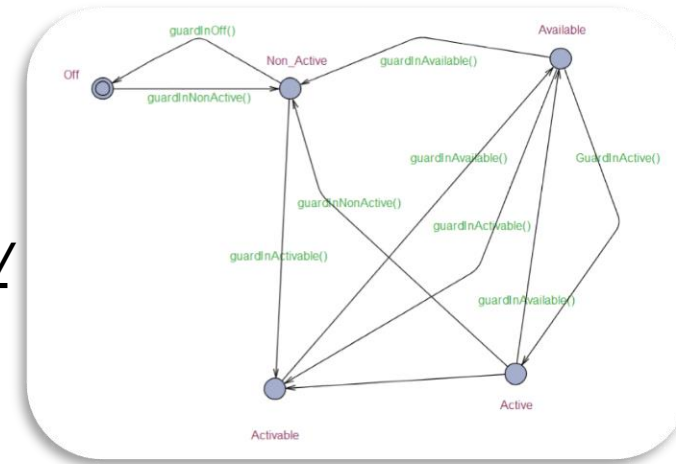 guardInOff()
Available
Non_Active
guardInAvailable()
Off
guardInNonActive()
guardInAvailable()
GuardInActive()
guardInNonActive()
guardInActivable()
guardInActivable()
guardInAvailable()
Active
Activable